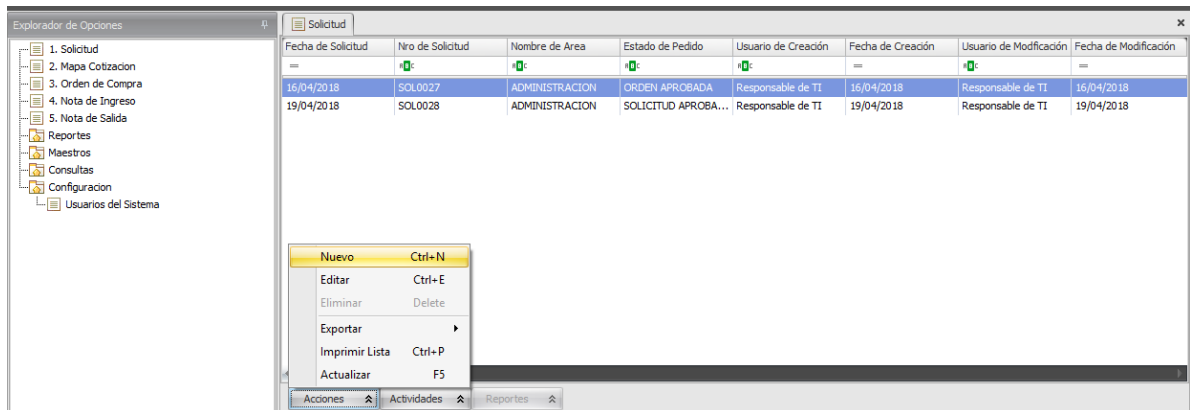 Explorador de Opciones
1. Solicitud
2. Mapa Cotizacion
3. Orden de Compra
4. Nota de Ingreso
5. Nota de Salida
Reportes
Maestros
Consultas
Configuracion
Usuarios del Sistema
Solicitud
Fecha de Solicitud Nro de Solicitud Nombre de Area Estado de Pedido Usuario de Creación Fecha de Creación Usuario de Modficación Fecha de Modificación
= ABC ABC ABC ABC = ABC =
16/04/2018 SOL0027 ADMINISTRACION ORDEN APROBADA Responsable de TI 16/04/2018 Responsable de TI 16/04/2018
19/04/2018 SOL0028 ADMINISTRACION SOLICITUD APROBA... Responsable de TI 19/04/2018 Responsable de TI 19/04/2018
Nuevo Ctrl+N
Editar Ctrl+E
Eliminar Delete
Exportar
Imprimir Lista Ctrl+P
Actualizar F5
Acciones Actividades Reportes